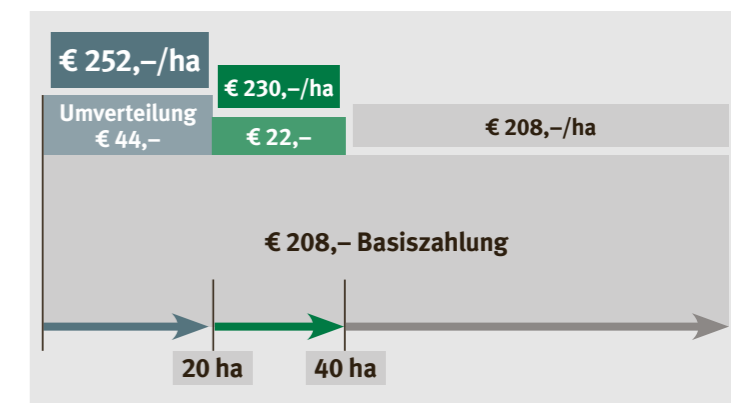 € 252,–/ha
€ 230,–/ha
Umverteilung
€ 44,–
€ 22,–
€ 208,–/ha
€ 208,– Basiszahlung
20 ha
40 ha